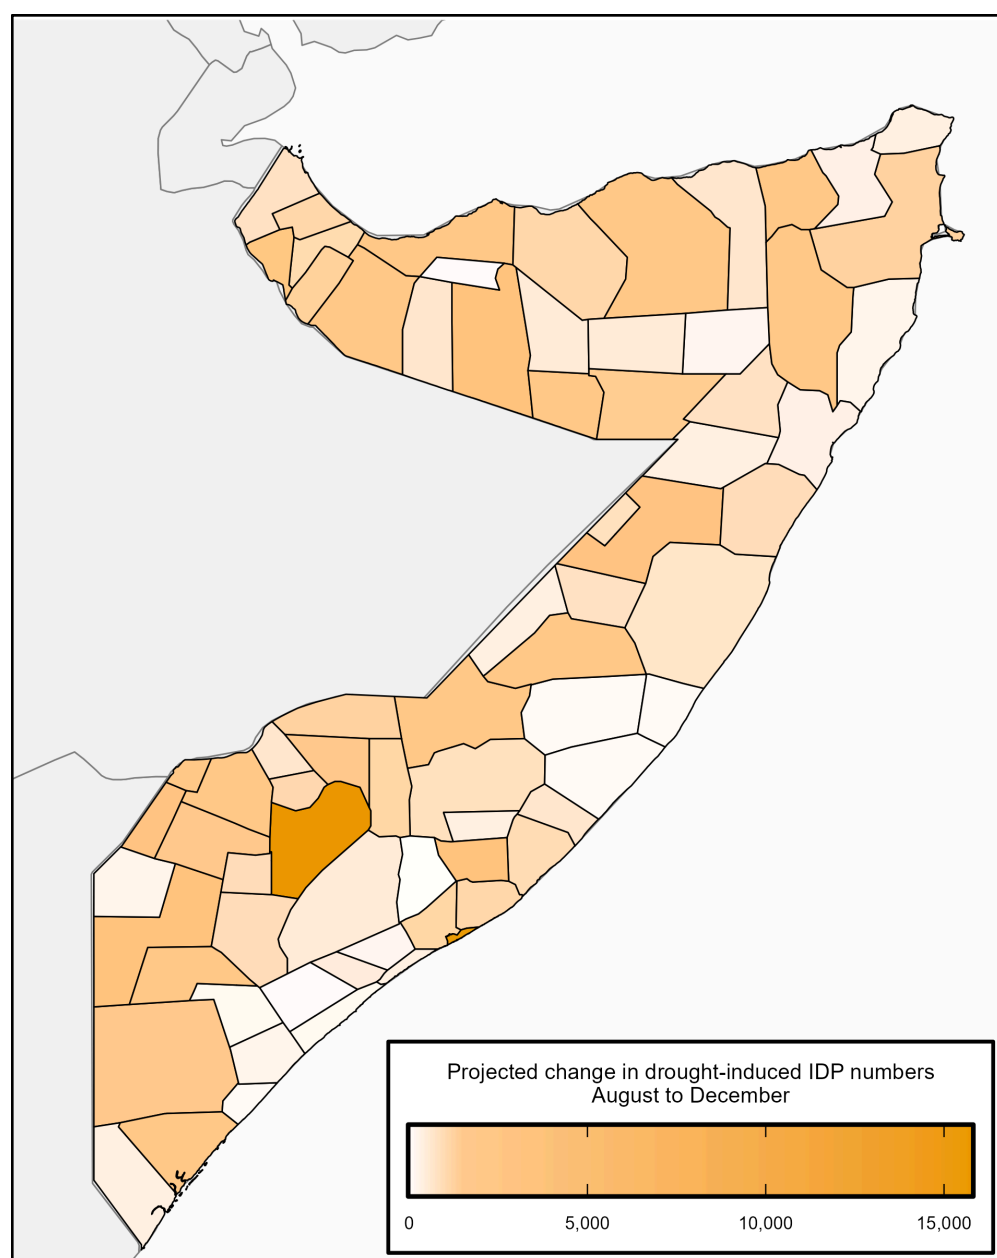 Projected change in drought-induced IDP numbers
August to December
0 5,000 10,000 15,000